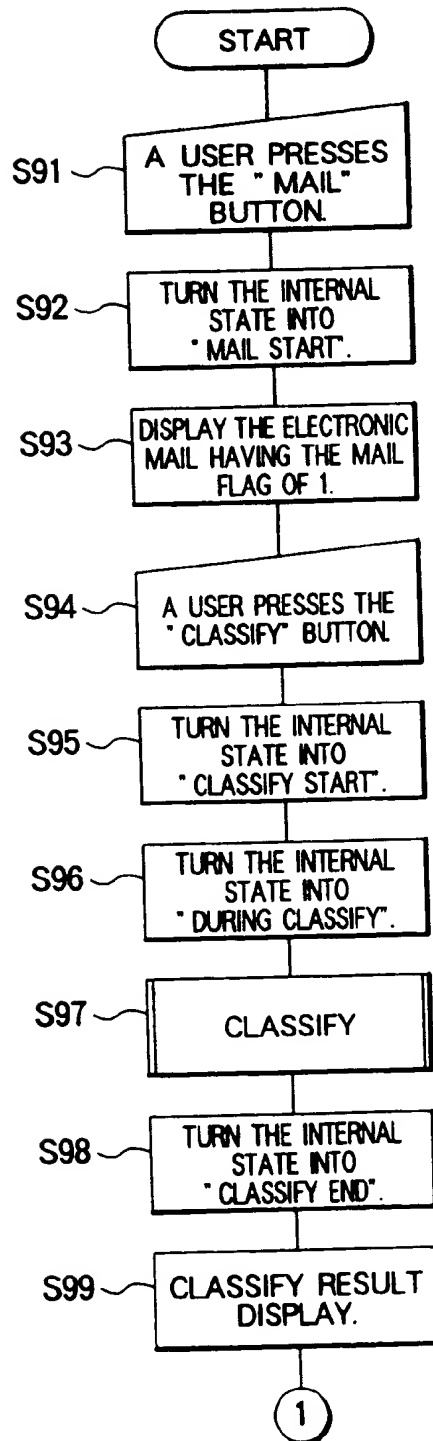 START
S91
A USER PRESSES
THE "MAIL"
BUTTON.
S92
TURN THE INTERNAL
STATE INTO
"MAIL START".
S93
DISPLAY THE ELECTRONIC
MAIL HAVING THE MAIL
FLAG OF 1.
S94
A USER PRESSES THE
"CLASSIFY" BUTTON.
S95
TURN THE INTERNAL
STATE INTO
"CLASSIFY START".
S96
TURN THE INTERNAL
STATE INTO
"DURING CLASSIFY".
S97
CLASSIFY
S98
TURN THE INTERNAL
STATE INTO
"CLASSIFY END".
S99
CLASSIFY RESULT
DISPLAY.
1